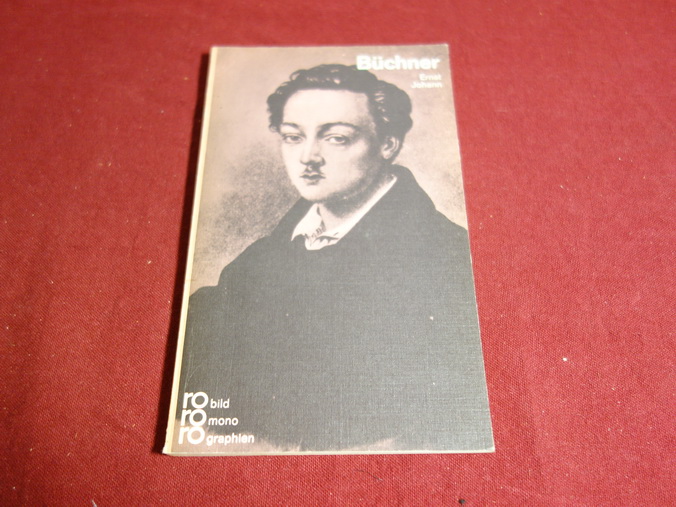 Büchner
Ernst
Johann
ro bild
ro mono
ro graphien